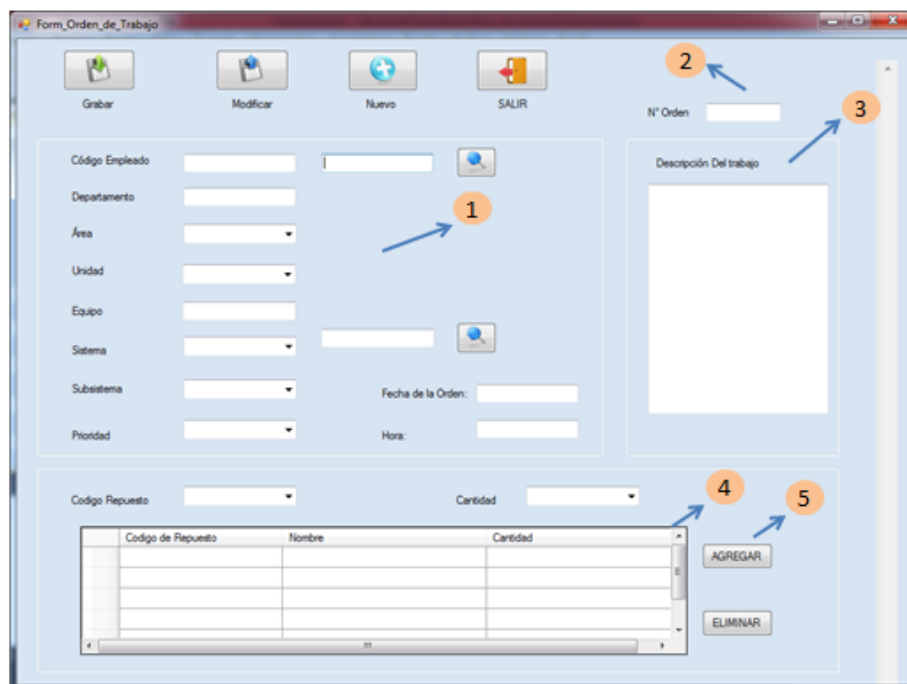 Form_Orden_de_Trabajo
Grabar Modificar Nuevo SALIR
2
N° Orden
3
Código Empleado
Descripción Del trabajo
Departamento
1
Área
Unidad
Equipo
Sistema
Subsistema Fecha de la Orden:
Prioridad Hora:
Codigo Repuesto Cantidad
4
5
Codigo de Repuesto Nombre Cantidad
AGREGAR
ELIMINAR